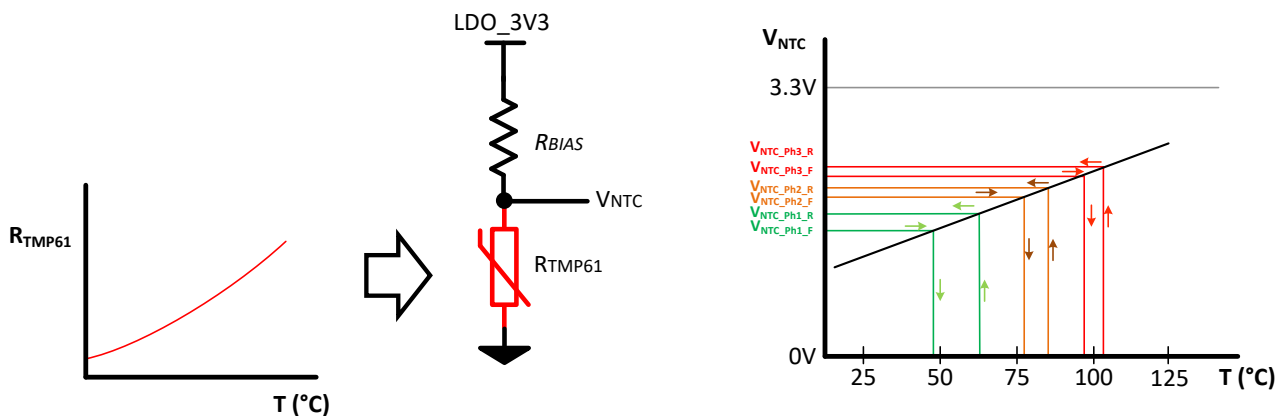 LDO_3V3
RBIAS
VNTC
RTMP61
RTMP61
T (°C)
VNTC
3.3V
VNTC_Ph3_R
VNTC_Ph3_F
VNTC_Ph2_R
VNTC_Ph2_F
VNTC_Ph1_R
VNTC_Ph1_F
0V
25 50 75 100 125 T (°C)